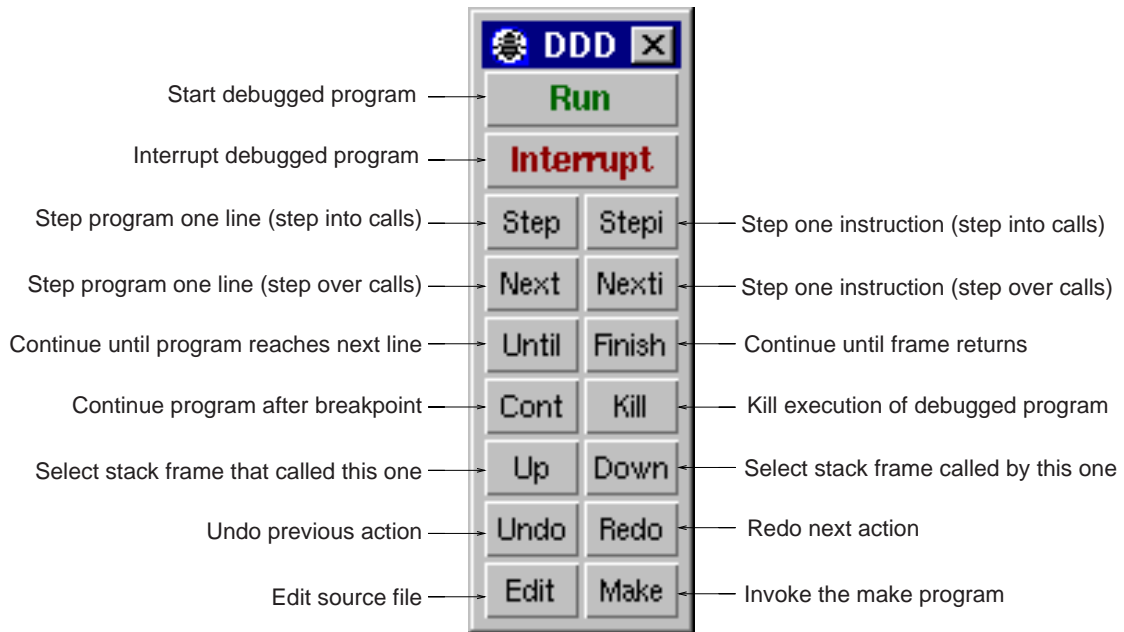 DDD
Start debugged program Run
Interrupt debugged program Interrupt
Step program one line (step into calls) Step Stepi Step one instruction (step into calls)
Step program one line (step over calls) Next Nexti Step one instruction (step over calls)
Continue until program reaches next line Until Finish Continue until frame returns
Continue program after breakpoint Cont Kill Kill execution of debugged program
Select stack frame that called this one Up Down Select stack frame called by this one
Undo previous action Undo Redo Redo next action
Edit source file Edit Make Invoke the make program